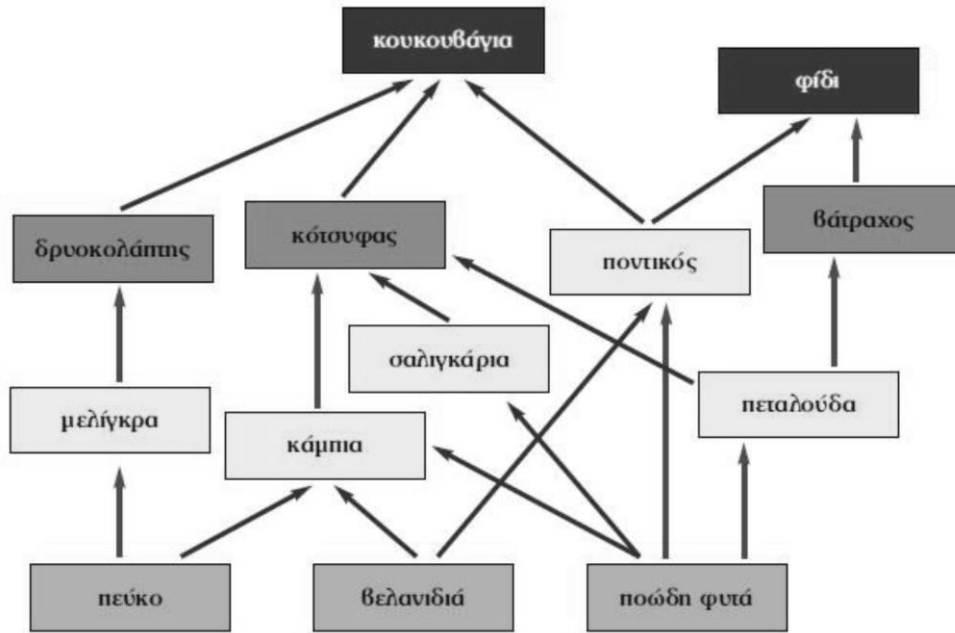 κουκουβάγια
φίδι
δρυοκολάπτης
κότσυφας
ποντικός
βάτραχος
σαλιγκάρια
μελίγκρα
κάμπια
πεταλούδα
πεύκο
βελανιδιά
ποώδη φυτά